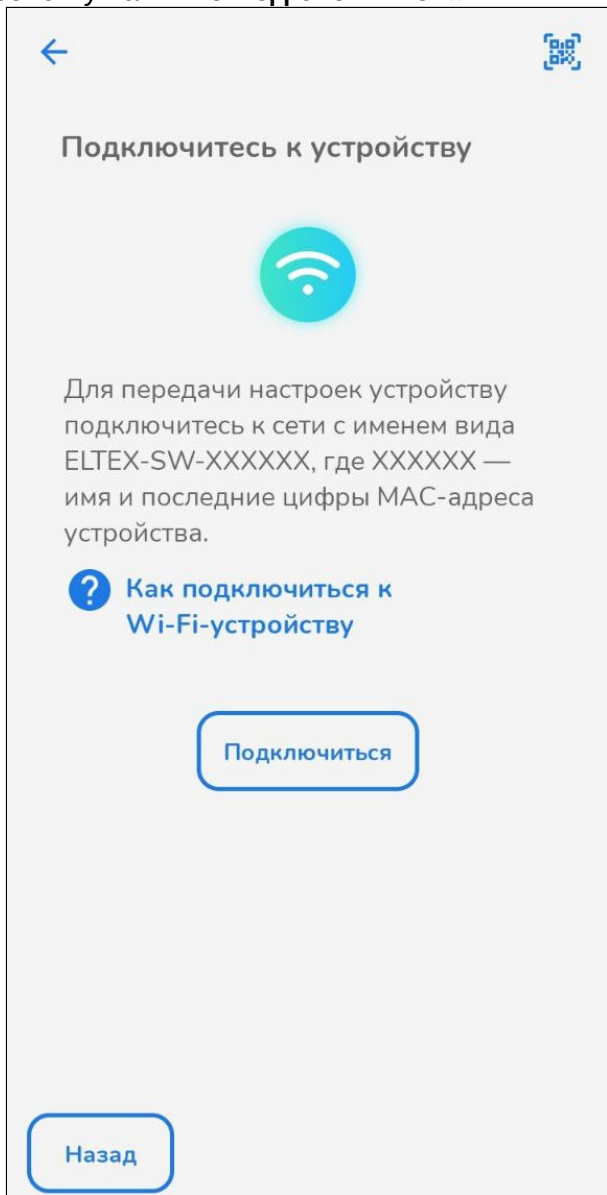 Подключитесь к устройству
Для передачи настроек устройству
подключитесь к сети с именем вида
ELTEX-SW-XXXXXX, где XXXXXX —
имя и последние цифры MAC-адреса
устройства.
? Как подключиться к
Wi-Fi-устройству
Подключиться
Назад